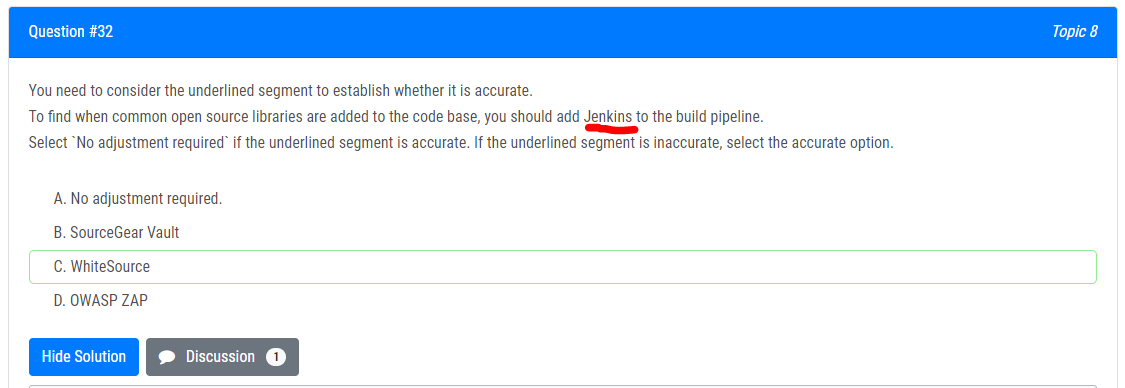 Question #32
Topic 8
You need to consider the underlined segment to establish whether it is accurate.
To find when common open source libraries are added to the code base, you should add Jenkins to the build pipeline.
Select `No adjustment required` if the underlined segment is accurate. If the underlined segment is inaccurate, select the accurate option.
A. No adjustment required.
B. SourceGear Vault
C. WhiteSource
D. OWASP ZAP
Hide Solution
Discussion 1